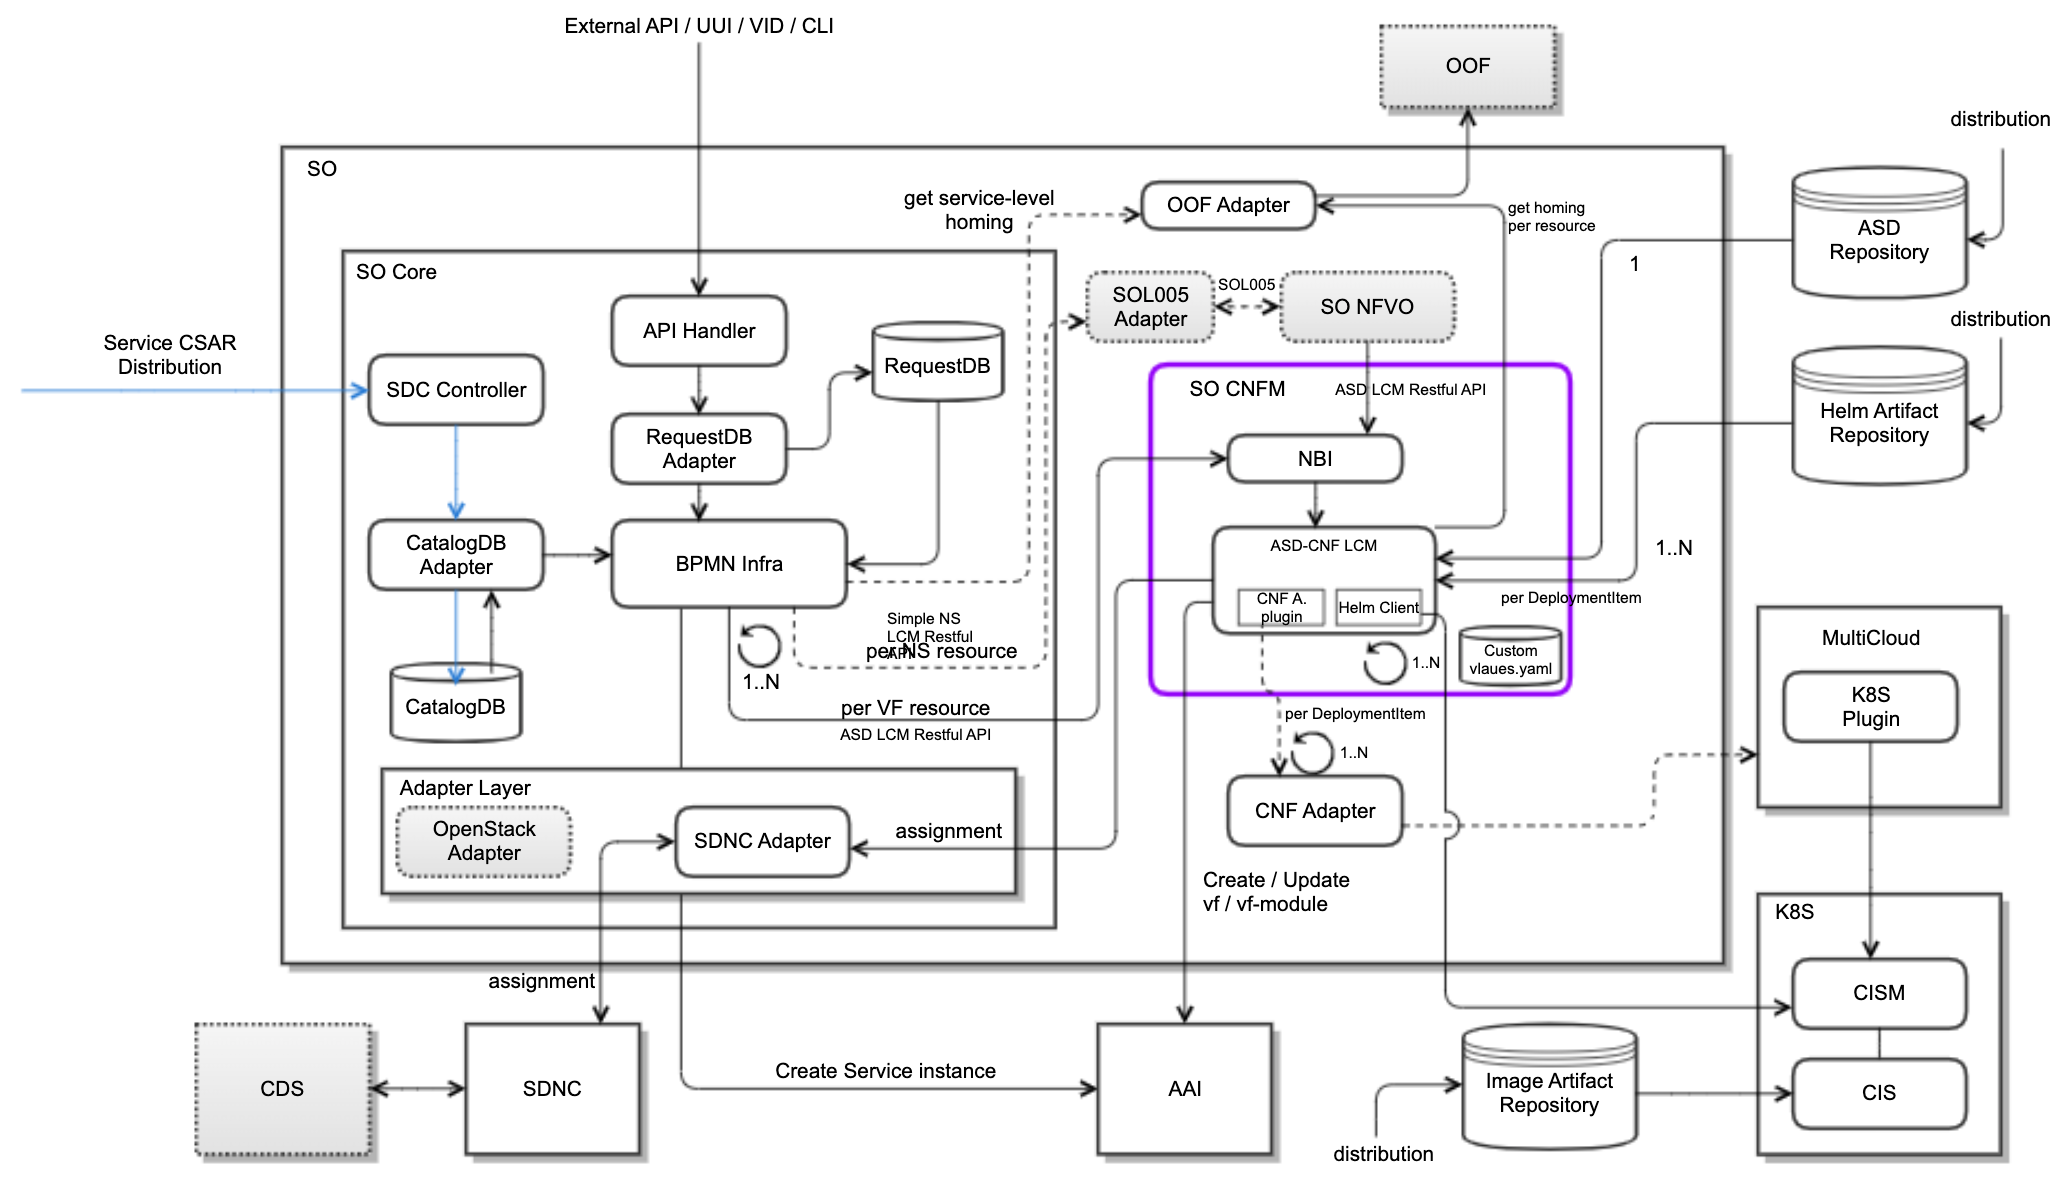 External API / UUI / VID / CLI
OOF
distribution
SO
get service-level
homing
OOF Adapter
get homing
per resource
ASD
Repository
1
SO Core
SOL005
Adapter
SOL005
SO NFVO
distribution
Service CSAR
Distribution
API Handler
RequestDB
SDC Controller
SO CNFM
ASD LCM Restful API
Helm Artifact
Repository
RequestDB
Adapter
NBI
CatalogDB
Adapter
BPMN Infra
ASD-CNF LCM
1..N
per DeploymentItem
CNF A.
plugin
Helm Client
Simple NS
LCM Restful
API
per NS resource
1..N
1..N
Custom
vlaues.yaml
MultiCloud
K8S
Plugin
CatalogDB
per VF resource
ASD LCM Restful API
per DeploymentItem
1..N
Adapter Layer
OpenStack
Adapter
SDNC Adapter
assignment
CNF Adapter
Create / Update
vf / vf-module
K8S
assignment
CISM
CDS
SDNC
Create Service instance
AAI
Image Artifact
Repository
CIS
distribution